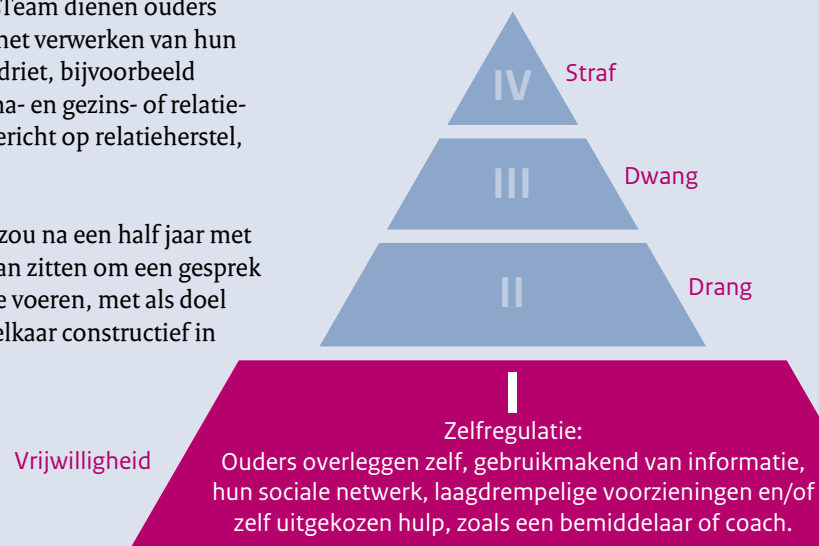 Team dienen ouders
het verwerken van hun
driet, bijvoorbeeld
na- en gezins- of relatie-
ericht op relatieherstel,
zou na een half jaar met
an zitten om een gesprek
e voeren, met als doel
elkaar constructief in
IV
Straf
III
Dwang
II
Drang
I
Vrijwilligheid
Zelfregulatie:
Ouders overleggen zelf, gebruikmakend van informatie,
hun sociale netwerk, laagdrempelige voorzieningen en/of
zelf uitgekozen hulp, zoals een bemiddelaar of coach.